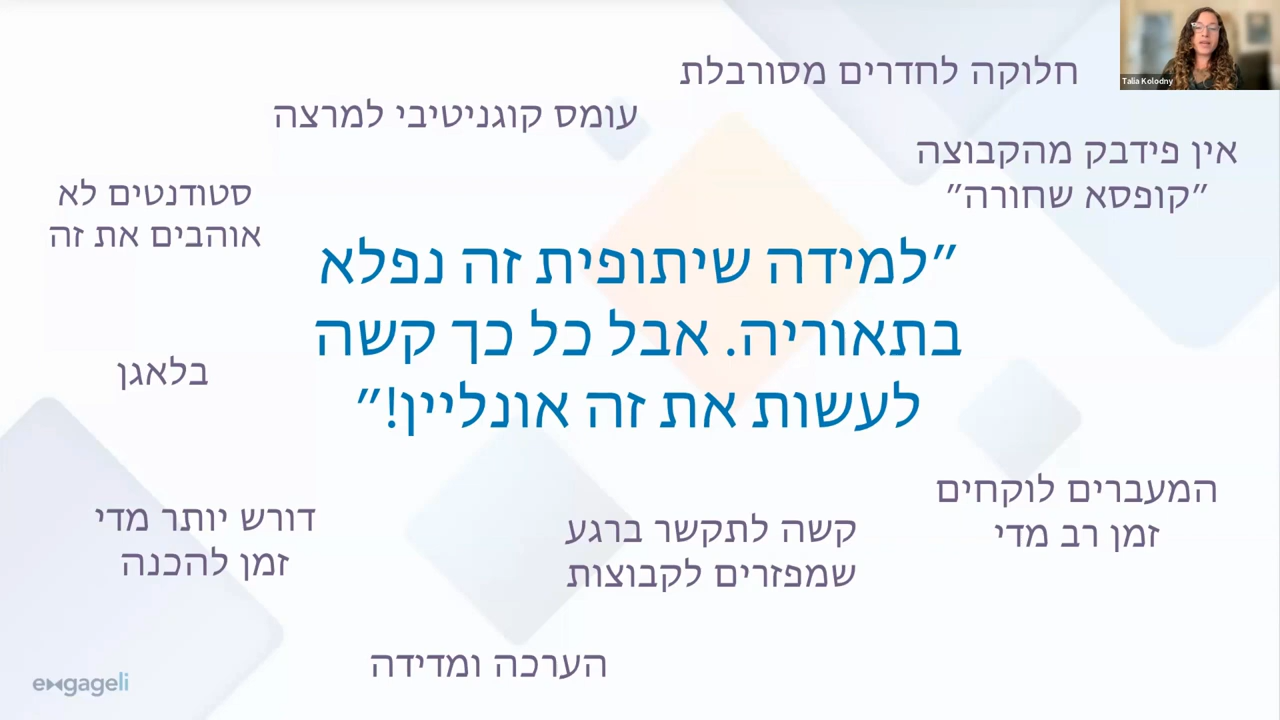 חלוקה לחדרים מסורבלת
עומס קוגניטיבי למרצה
אין פידבק מהקבוצה
"קופסא שחורה"
סטודנטים לא
אוהבים את זה
"למידה שיתופית זה נפלא
בתאוריה. אבל כל כך קשה
לעשות את זה אונליין!"
בלאגן
המעברים לוקחים
זמן רב מדי
קשה לתקשר ברגע
שמפזרים לקבוצות
דורש יותר מדי
זמן להכנה
הערכה ומדידה
engageli
Talia Kolodny